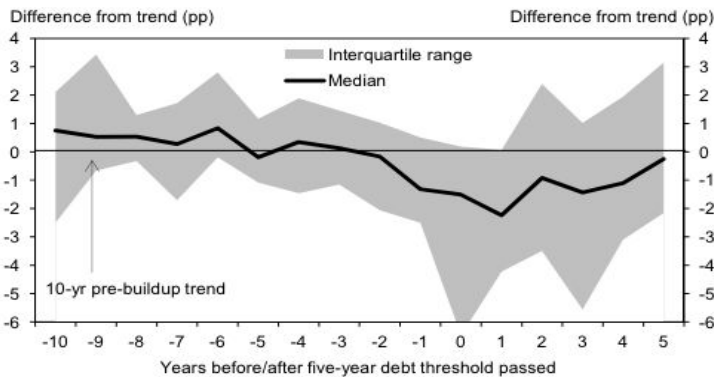 Difference from trend (pp) Difference from trend (pp)
4 4
3 Interquartile range 3
2 Median 2
1 1
0 0
-1 -1
-2 -2
-3 -3
-4 -4
10-yr pre-buildup trend
-5 -5
-6 -6
-10 -9 -8 -7 -6 -5 -4 -3 -2 -1 0 1 2 3 4 5
Years before/after five-year debt threshold passed